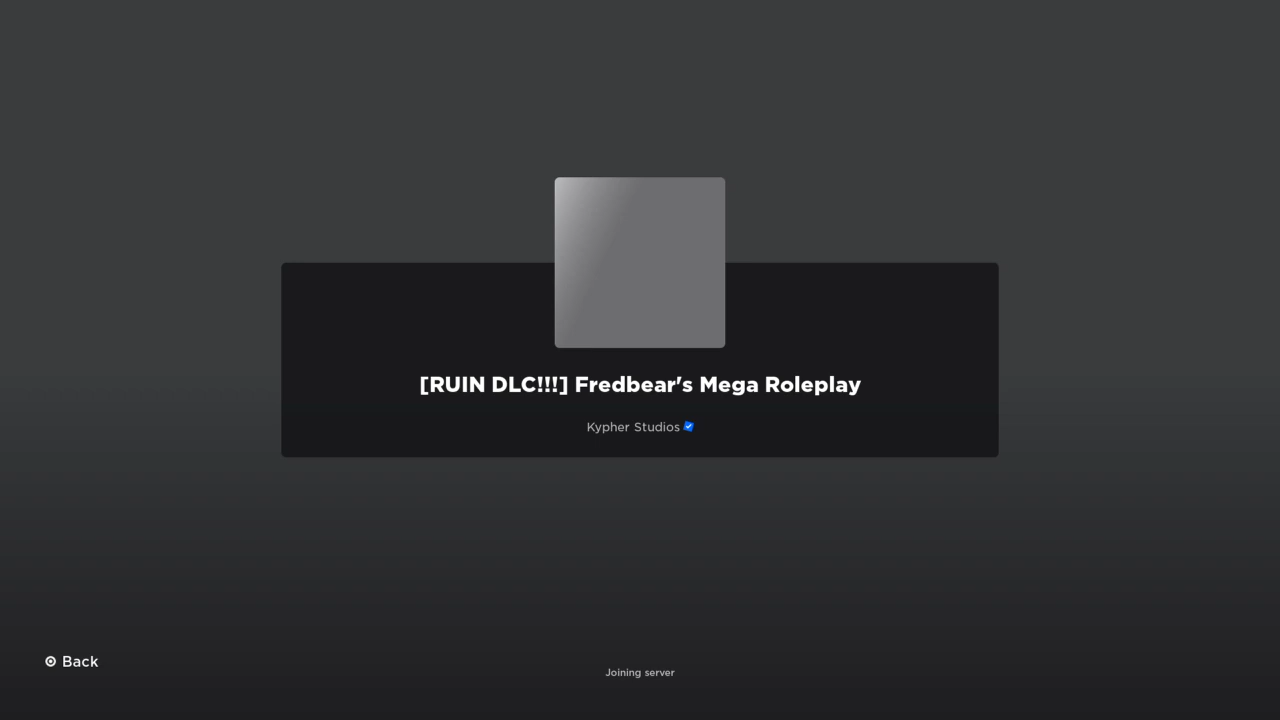 [RUIN DLC!!!] Fredbear's Mega Roleplay
Kypher Studios
Back
Joining server